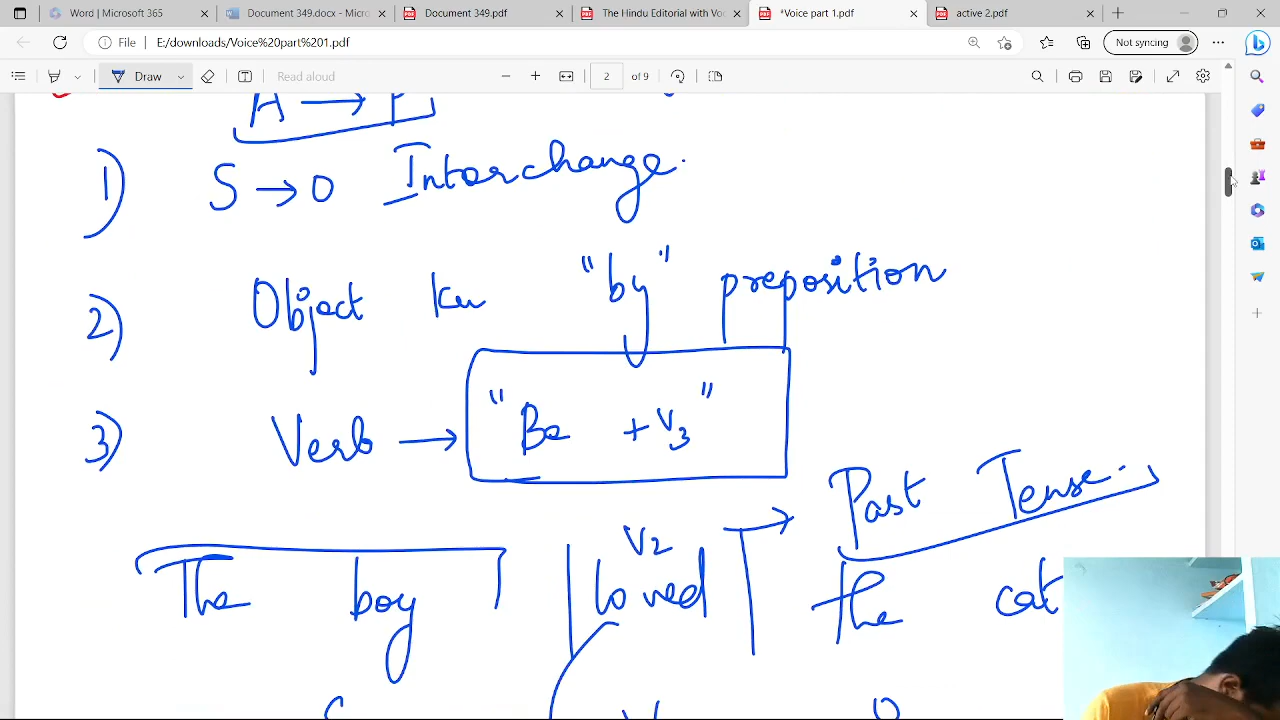 Word | Microsoft 365
Document 349.docx - Micros
Document 349.pdf
The Hindu Editorial with Voc
*Voice part 1.pdf
active 2.pdf
File E:/downloads/Voice%20part%201.pdf
Not syncing
Draw
Read aloud
2 of 9
A → P
1) S → O Interchange.
2) Object ku "by" preposition
3) Verb → "Be + V3"
Past Tense.
V2
The boy loved the cat
S V O